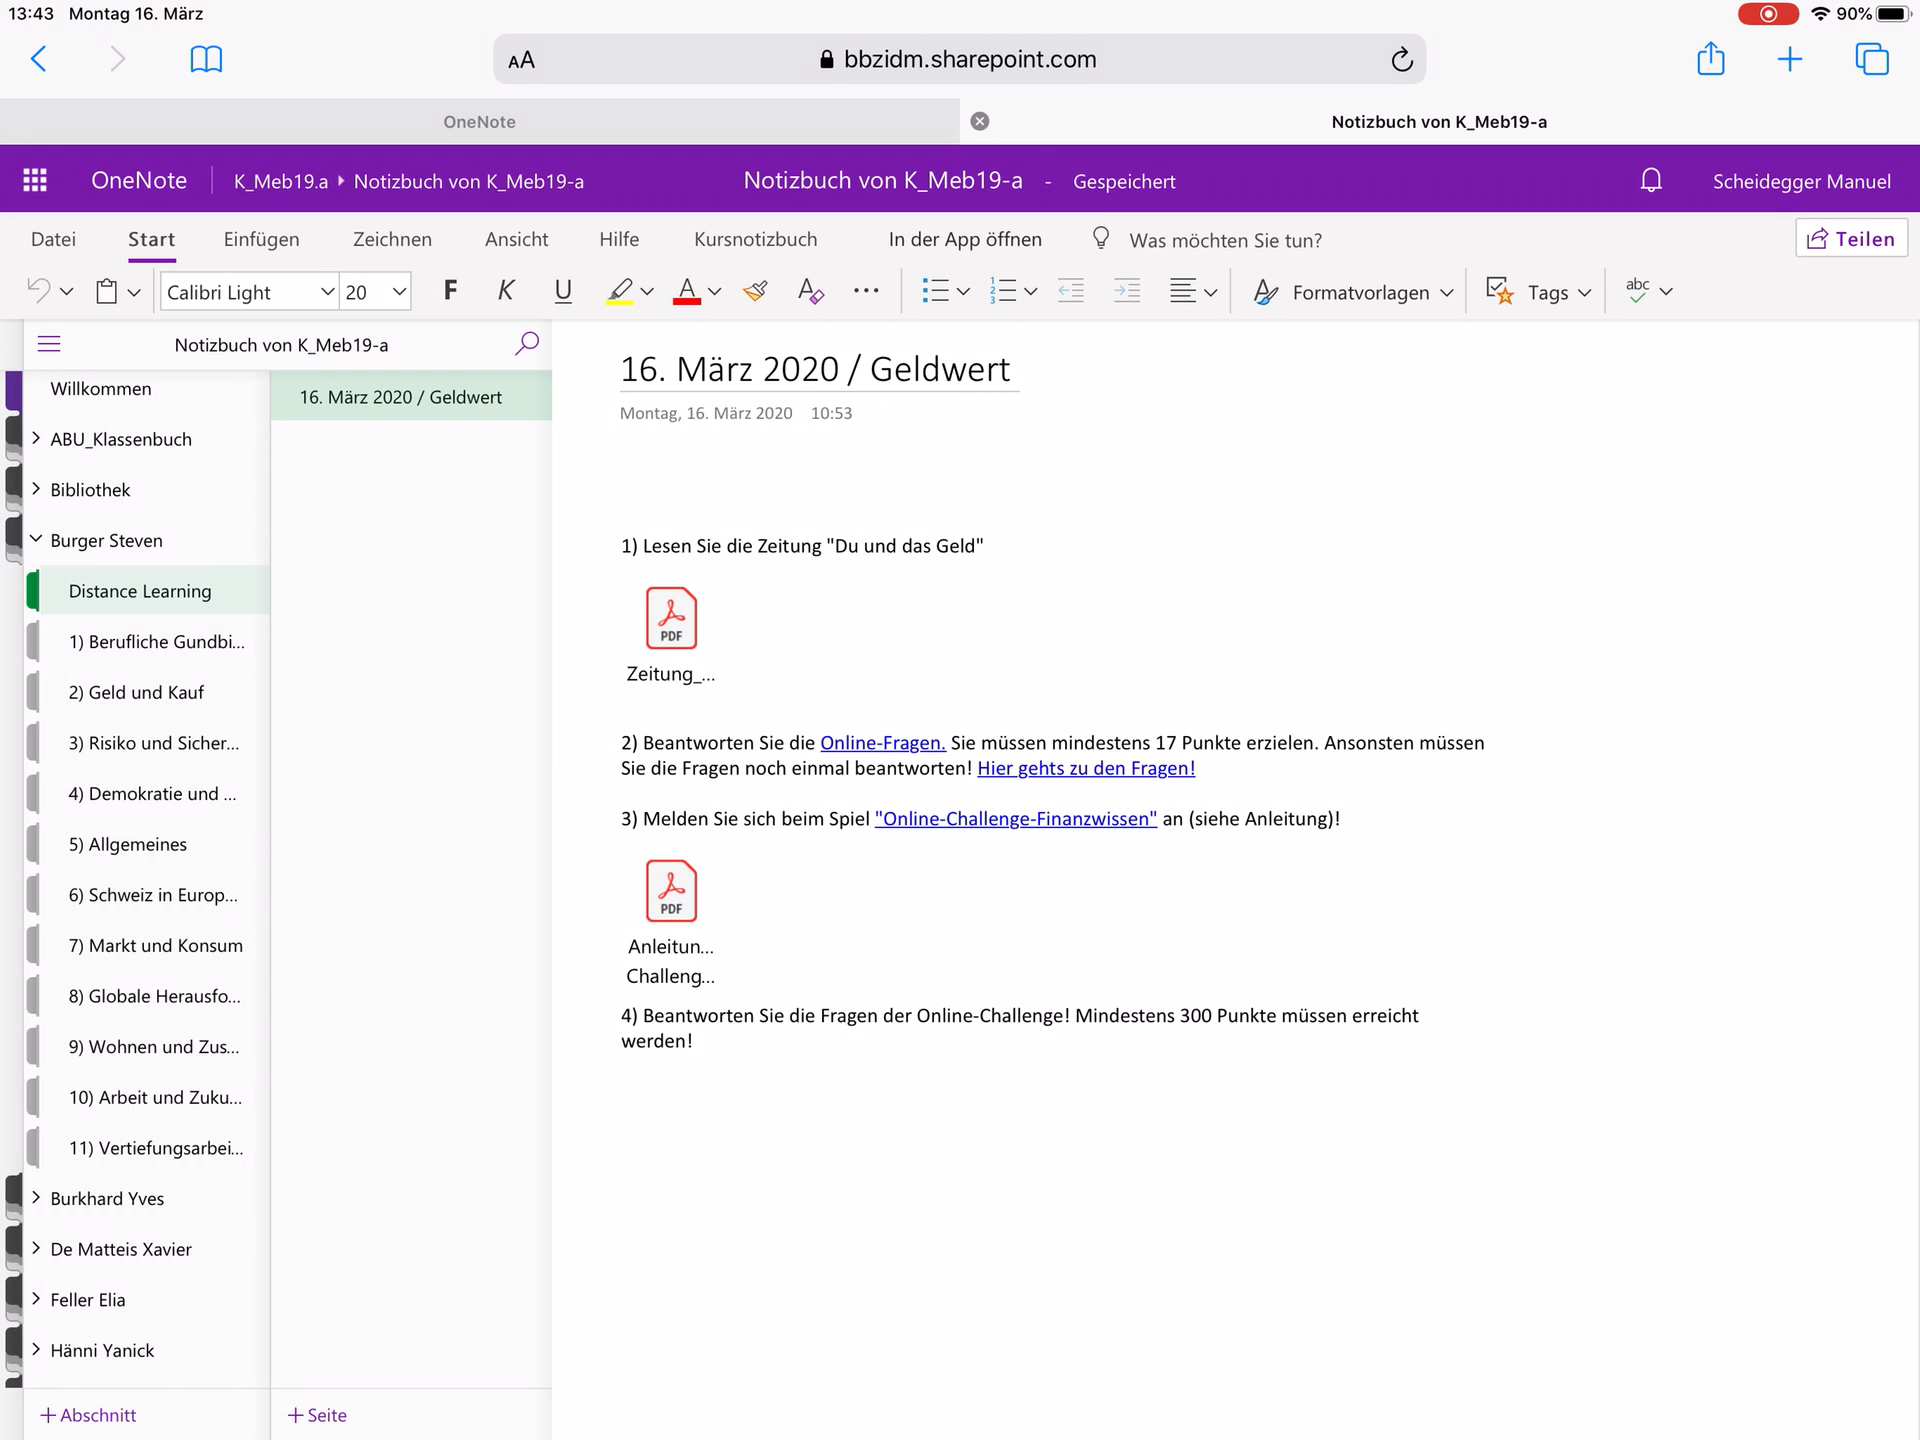 13:43 Montag 16. März
90%
AA bbzidm.sharepoint.com
OneNote
Notizbuch von K_Meb19-a
OneNote K_Meb19.a Notizbuch von K_Meb19-a Notizbuch von K_Meb19-a - Gespeichert Scheidegger Manuel
Datei Start Einfügen Zeichnen Ansicht Hilfe Kursnotizbuch In der App öffnen Was möchten Sie tun? Teilen
Calibri Light 20 F K U A A Formatvorlagen Tags abc
Notizbuch von K_Meb19-a
Willkommen
ABU_Klassenbuch
Bibliothek
Burger Steven
Distance Learning
1) Berufliche Gundbi...
2) Geld und Kauf
3) Risiko und Sicher...
4) Demokratie und ...
5) Allgemeines
6) Schweiz in Europ...
7) Markt und Konsum
8) Globale Herausfo...
9) Wohnen und Zus...
10) Arbeit und Zuku...
11) Vertiefungsarbei...
Burkhard Yves
De Matteis Xavier
Feller Elia
Hänni Yanick
+ Abschnitt
16. März 2020 / Geldwert
+ Seite
16. März 2020 / Geldwert
Montag, 16. März 2020 10:53
1) Lesen Sie die Zeitung "Du und das Geld"
PDF
Zeitung_...
2) Beantworten Sie die Online-Fragen. Sie müssen mindestens 17 Punkte erzielen. Ansonsten müssen
Sie die Fragen noch einmal beantworten! Hier gehts zu den Fragen!
3) Melden Sie sich beim Spiel "Online-Challenge-Finanzwissen" an (siehe Anleitung)!
PDF
Anleitun...
Challeng...
4) Beantworten Sie die Fragen der Online-Challenge! Mindestens 300 Punkte müssen erreicht
werden!